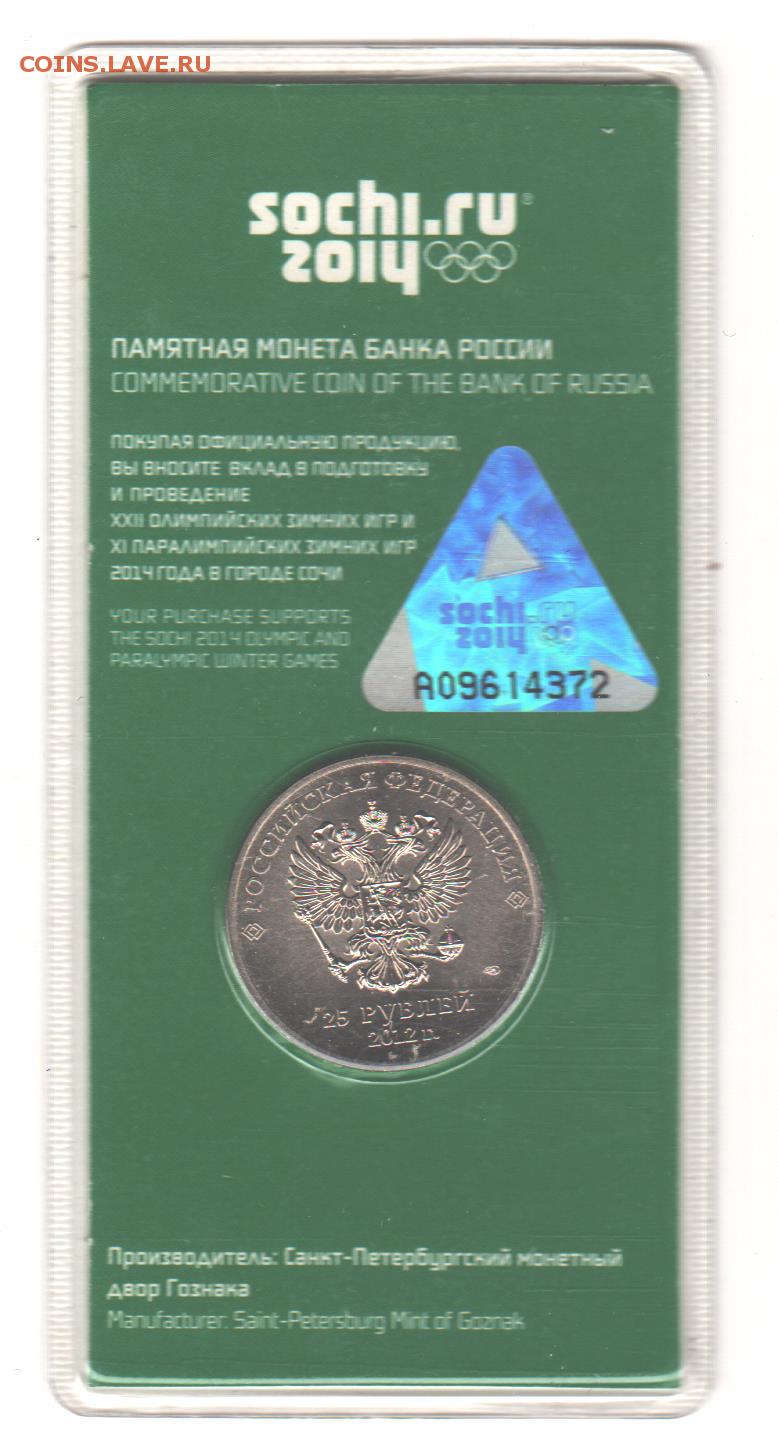 COINS.LAVE.RU
sochi.ru
2014
ПАМЯТНАЯ МОНЕТА БАНКА РОССИИ
COMMEMORATIVE COIN OF THE BANK OF RUSSIA
ПОКУПАЯ ОФИЦИАЛЬНУЮ ПРОДУКЦИЮ,
ВЫ ВНОСИТЕ ВКЛАД В ПОДГОТОВКУ
И ПРОВЕДЕНИЕ
XXII ОЛИМПИЙСКИХ ЗИМНИХ ИГР И
XI ПАРАЛИМПИЙСКИХ ЗИМНИХ ИГР
2014 ГОДА В ГОРОДЕ СОЧИ
YOUR PURCHASE SUPPORTS
THE SOCHI 2014 OLYMPIC AND
PARALYMPIC WINTER GAMES
sochi.ru
2014
A09614372
РОССИЙСКАЯ ФЕДЕРАЦИЯ
25 РУБЛЕЙ
2012 г.
Производитель: Санкт-Петербургский монетный
двор Гознака
Manufacturer: Saint-Petersburg Mint of Goznak